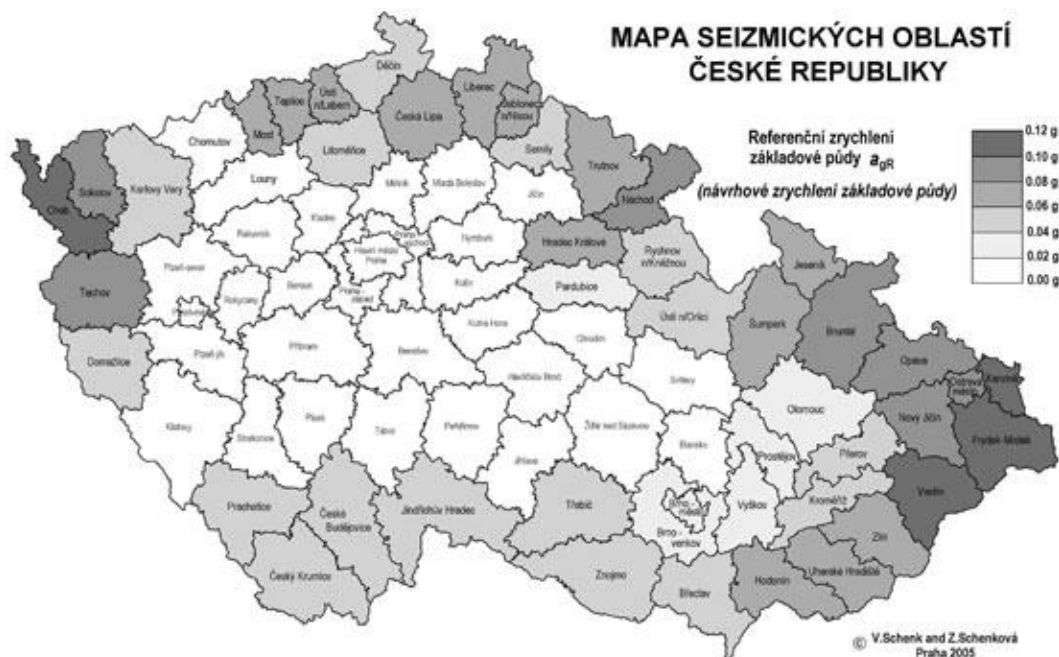 MAPA SEIZMICKÝCH OBLASTÍ
ČESKÉ REPUBLIKY
Referenční zrychlení
základové půdy agR
(návrhové zrychlení základové půdy)
0.12 g
0.10 g
0.08 g
0.06 g
0.04 g
0.02 g
0.00 g
Děčín
Liberec
Teplice
Ústí
n/Labem
Jablonec
n/Nisou
Most
Česká Lípa
Chomutov
Litoměřice
Semily
Trutnov
Sokolov
Karlovy Vary
Cheb
Louny
Mělník
Mladá Boleslav
Jičín
Náchod
Kladno
Rakovník
Hlavní město
Praha
Nymburk
Hradec Králové
Rychnov
n/Kněžnou
Jeseník
Tachov
Plzeň-sever
Beroun
Rokycany
Praha -
západ
Kolín
Pardubice
Ústí n/Orlicí
Šumperk
Bruntál
Kutná Hora
Chrudim
Opava
Domažlice
Plzeň jih
Příbram
Benešov
Havlíčkův Brod
Svitavy
Ostrava
město
Karviná
Olomouc
Nový Jičín
Frýdek-Místek
Klatovy
Strakonice
Písek
Tábor
Pelhřimov
Žďár nad Sázavou
Blansko
Jihlava
Prostějov
Přerov
Vsetín
Prachatice
České
Budějovice
Jindřichův Hradec
Třebíč
Brno -
město
Brno -
venkov
Vyškov
Kroměříž
Zlín
Český Krumlov
Znojmo
Břeclav
Hodonín
Uherské Hradiště
© V.Schenk and Z.Schenková
Praha 2005